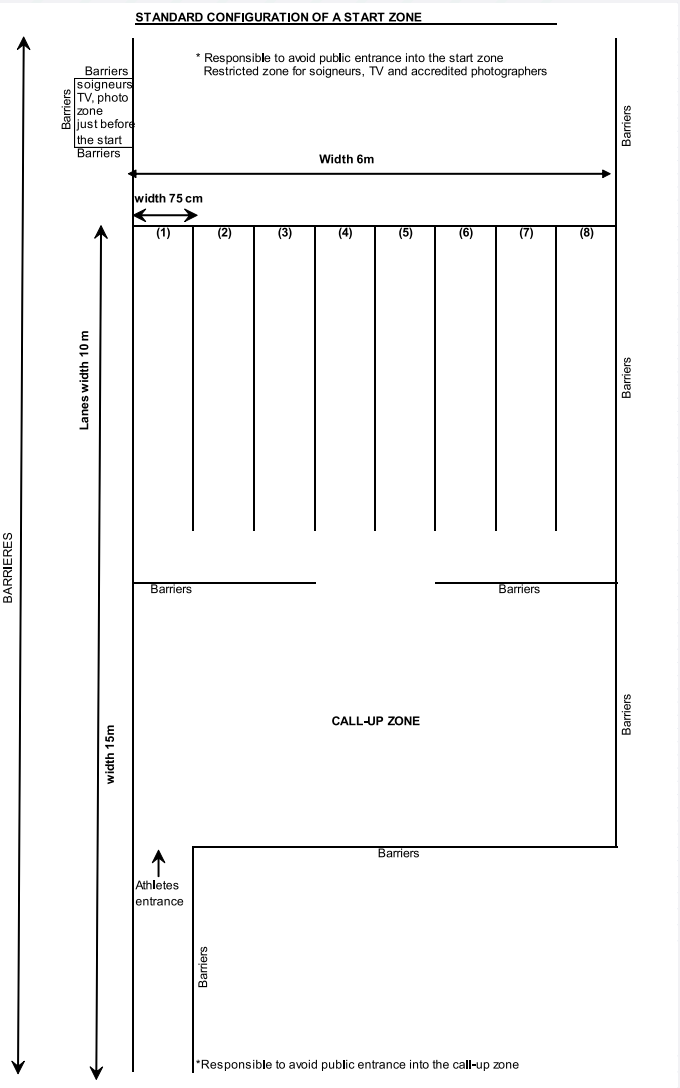 STANDARD CONFIGURATION OF A START ZONE
* Responsible to avoid public entrance into the start zone
Restricted zone for soigneurs, TV and accredited photographers
Barriers
Barriers
soigneurs
TV, photo
zone
just before
the start
Barriers
Barriers
Width 6m
width 75 cm
(1) (2) (3) (4) (5) (6) (7) (8)
Lanes width 10 m
Barriers
BARRIERES
Barriers
Barriers
CALL-UP ZONE
Barriers
width 15m
Barriers
Athletes
entrance
Barriers
*Responsible to avoid public entrance into the call-up zone